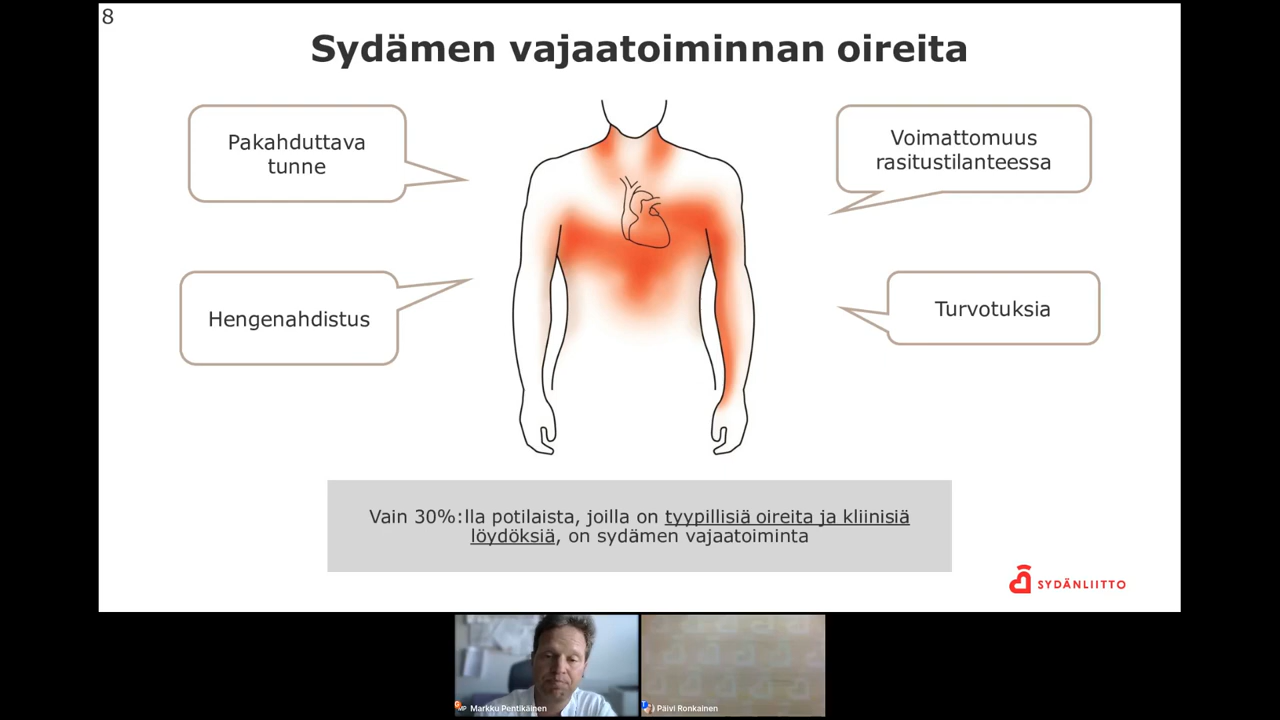 8
Sydämen vajaatoiminnan oireita
Pakahduttava
tunne
Voimattomuus
rasitustilanteessa
Hengenahdistus
Turvotuksia
Vain 30%:lla potilaista, joilla on tyypillisiä oireita ja kliinisiä
löydöksiä, on sydämen vajaatoiminta
SYDÄNLIITTO
MP Markku Pentikäinen
Päivi Ronkainen